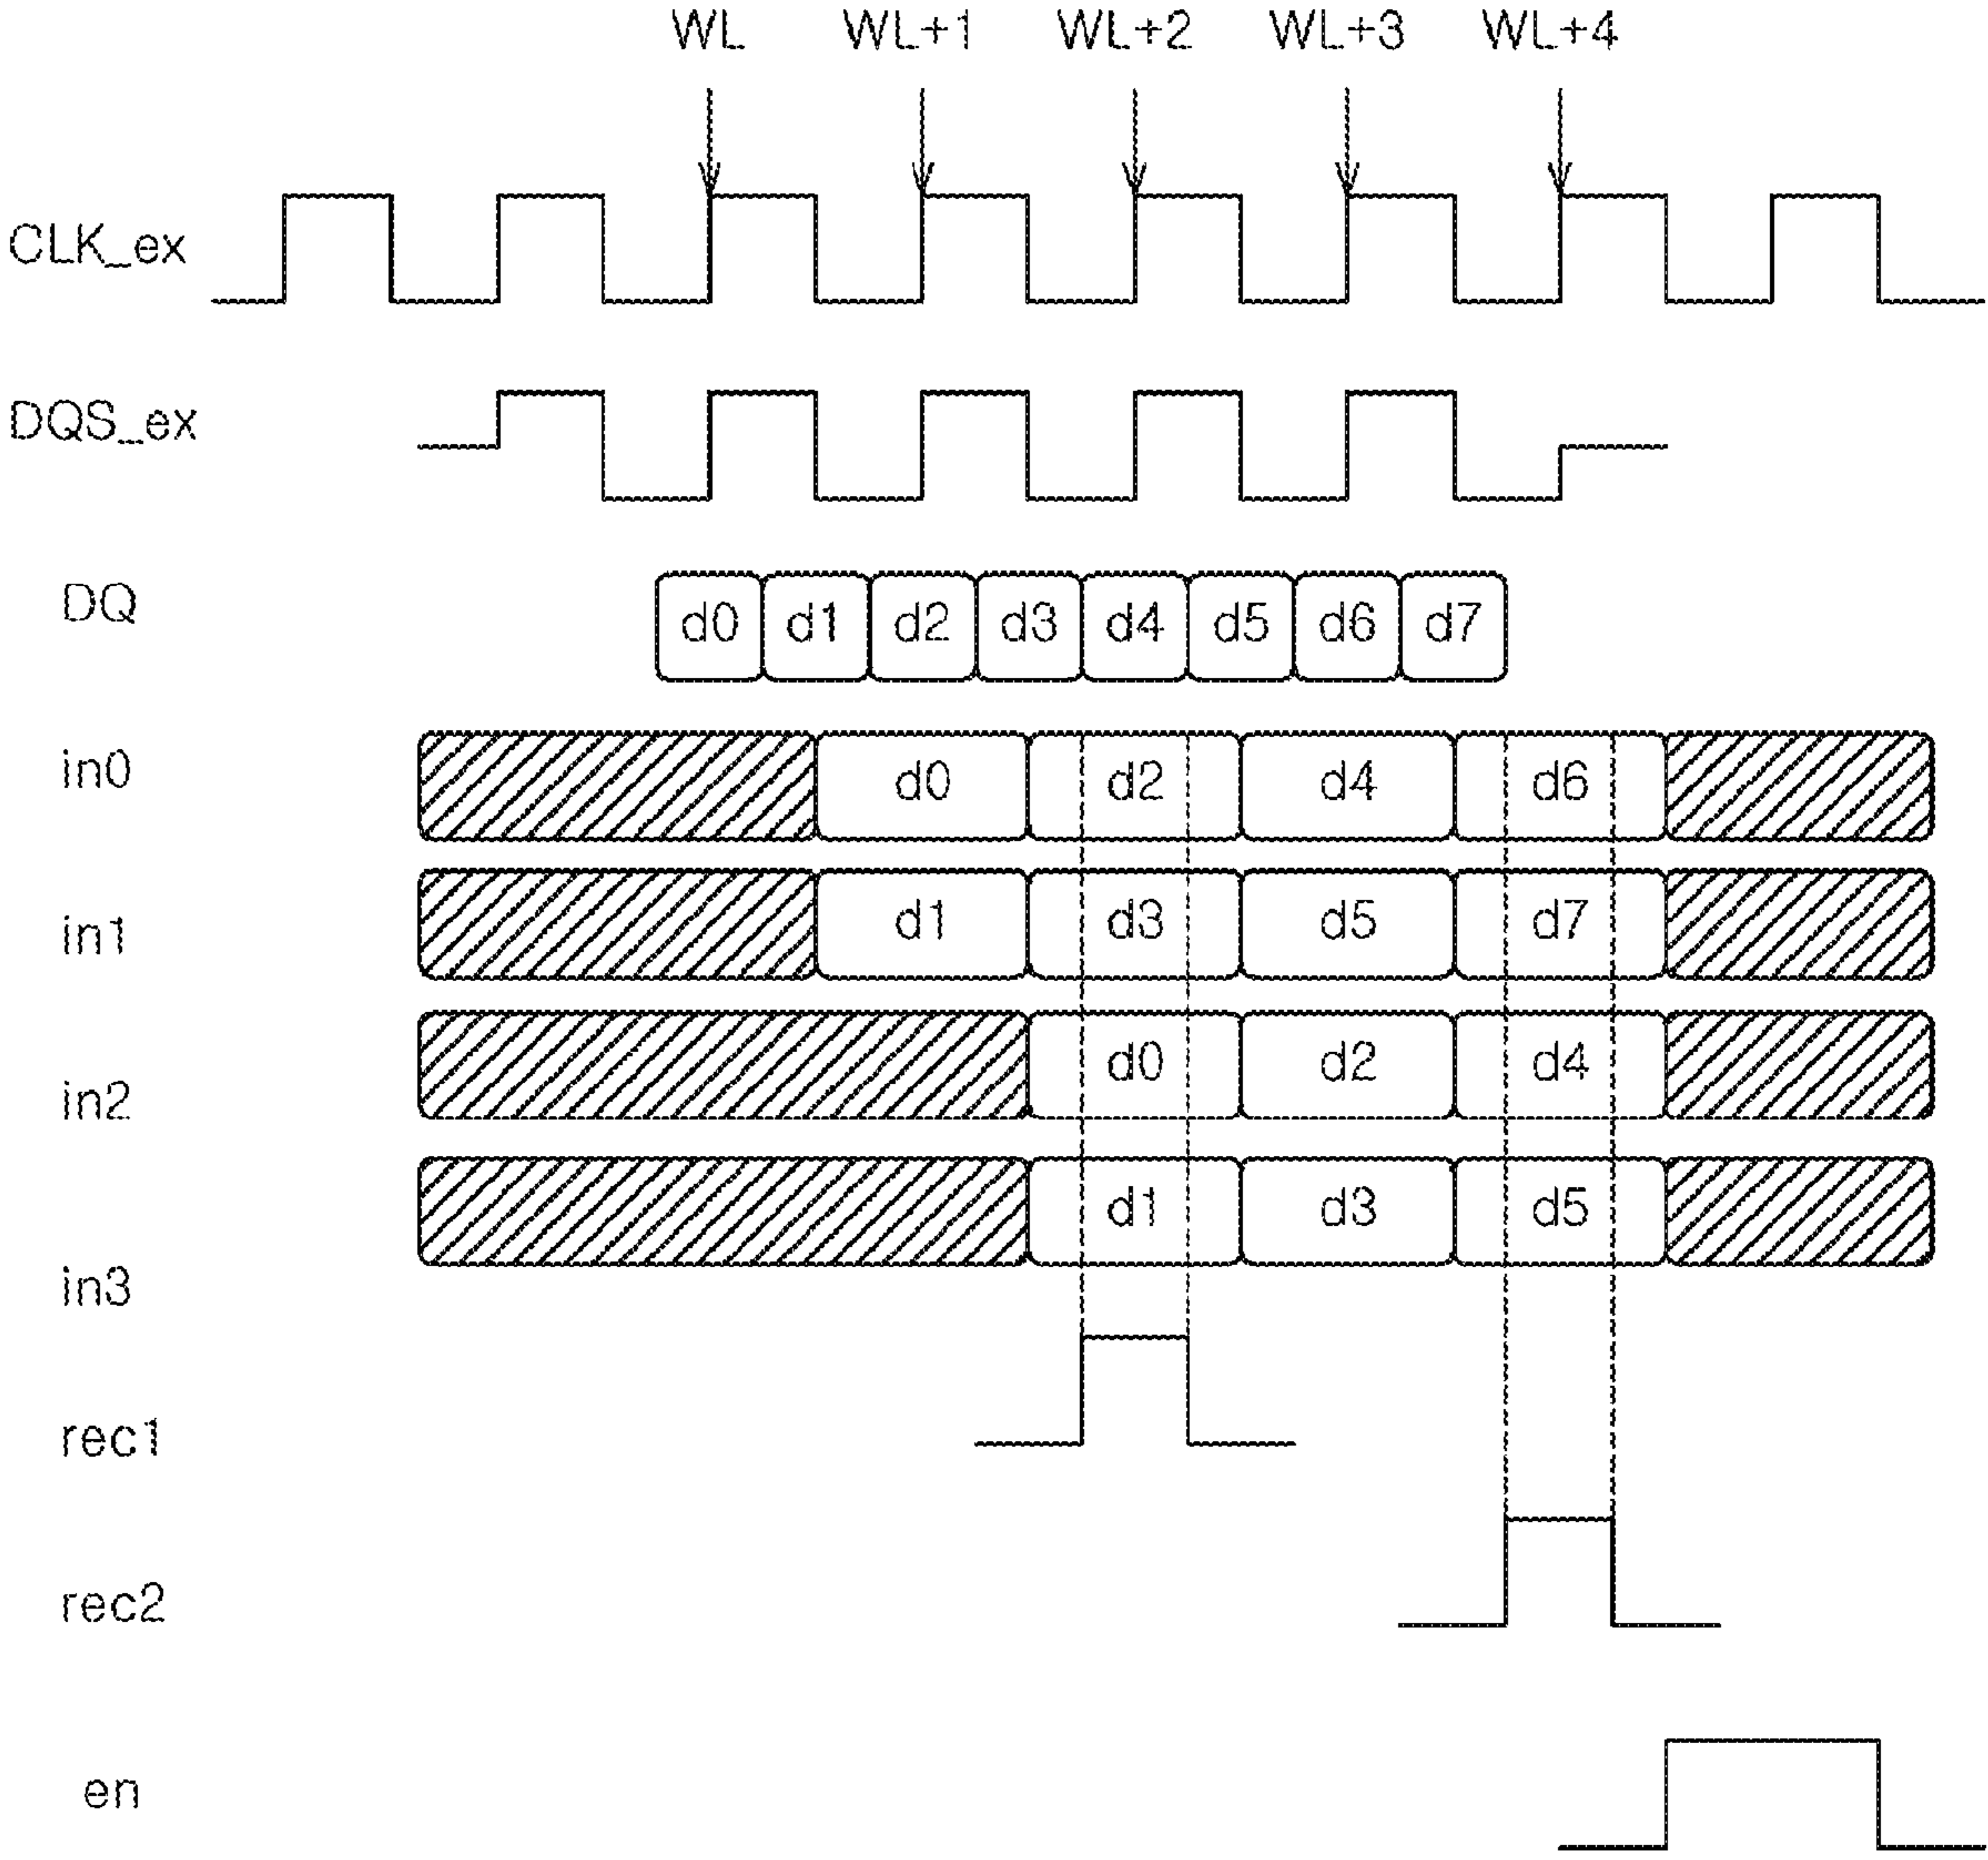 WL WL+1 WL+2 WL+3 WL+4
CLK_ex
DQS_ex
DQ d0 d1 d2 d3 d4 d5 d6 d7
in0 d0 d2 d4 d6
in1 d1 d3 d5 d7
in2 d0 d2 d4
in3 d1 d3 d5
rec1
rec2
en